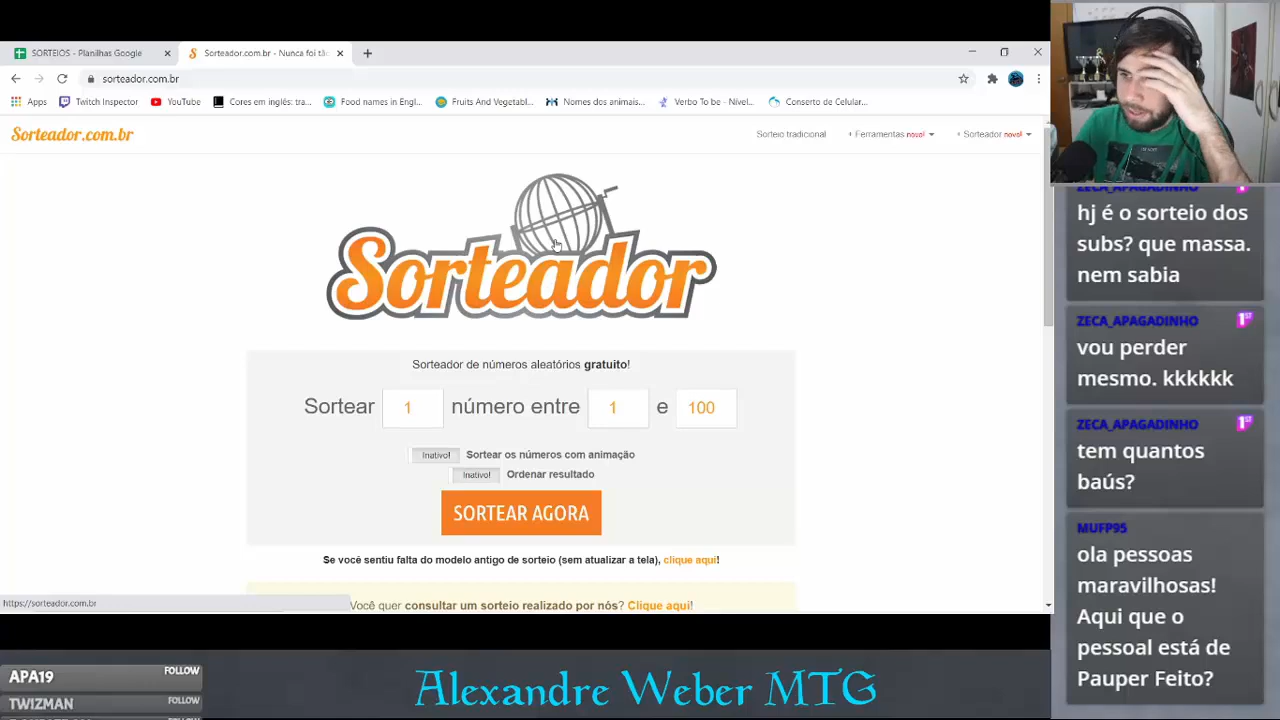 SORTEIOS - Planilhas Google
Sorteador.com.br - Nunca foi tão
sorteador.com.br
Apps
Twitch Inspector
YouTube
Cores em inglês: tra...
Food names in Engl...
Fruits And Vegetabl...
Nomes dos animais...
Verbo To be - Nível...
Conserto de Celular...
Sorteador.com.br
Sorteio tradicional
+ Ferramentas novo!
+ Sorteador novo!
Sorteador
Sorteador de números aleatórios gratuito!
Sortear 1 número entre 1 e 100
Inativo! Sortear os números com animação
Inativo! Ordenar resultado
SORTEAR AGORA
Se você sentiu falta do modelo antigo de sorteio (sem atualizar a tela), clique aqui!
Você quer consultar um sorteio realizado por nós? Clique aqui!
https://sorteador.com.br
ZECA_APAGADINHO
hj é o sorteio dos
subs? que massa.
nem sabia
ZECA_APAGADINHO
vou perder
mesmo. kkkkkk
ZECA_APAGADINHO
tem quantos
baús?
MUFP95
ola pessoas
maravilhosas!
Aqui que o
pessoal está de
Pauper Feito?
APA19 FOLLOW
TWIZMAN FOLLOW
Alexandre Weber MTG